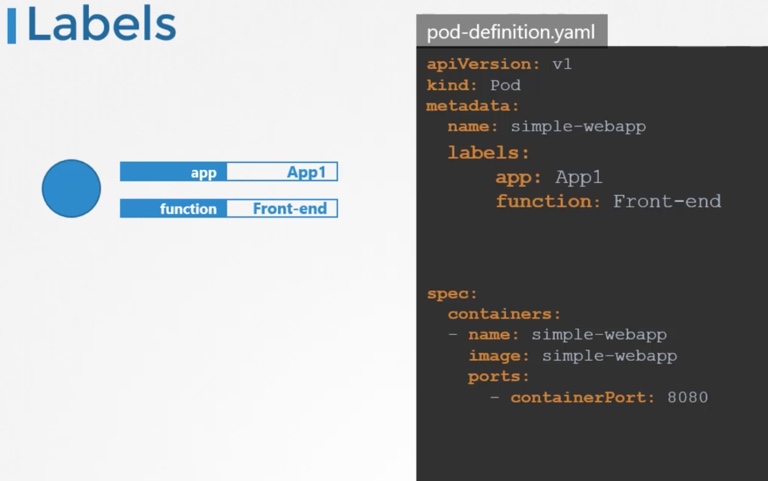 Labels
app App1
function Front-end
pod-definition.yaml
apiVersion: v1
kind: Pod
metadata:
  name: simple-webapp
  labels:
    app: App1
    function: Front-end
spec:
  containers:
  - name: simple-webapp
    image: simple-webapp
    ports:
      - containerPort: 8080